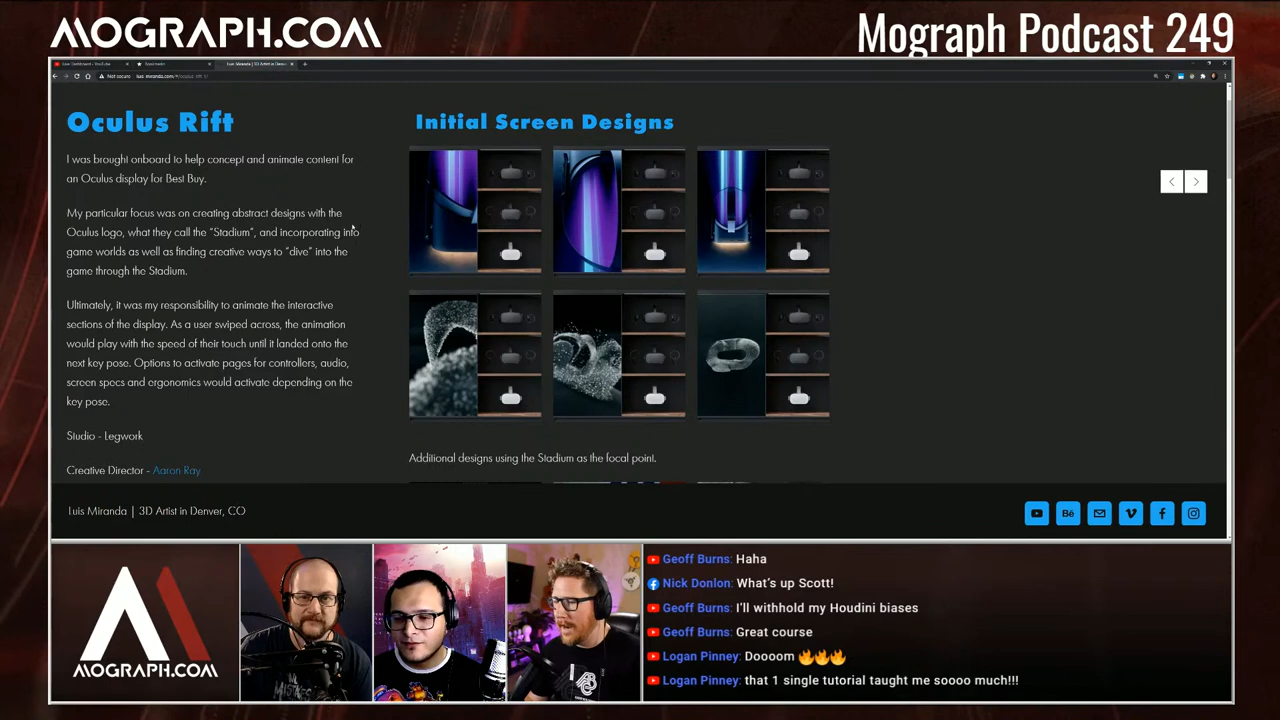 MOGRAPH.COM
Mograph Podcast 249
Luis Miranda | 3D Artist in Denver
Not secure
Oculus Rift
I was brought onboard to help concept and animate content for
an Oculus display for Best Buy.
My particular focus was on creating abstract designs with the
Oculus logo, what they call the “Stadium”, and incorporating into
game worlds as well as finding creative ways to “dive” into the
game through the Stadium.
Ultimately, it was my responsibility to animate the interactive
sections of the display. As a user swiped across, the animation
would play with the speed of their touch until it landed onto the
next key pose. Options to activate pages for controllers, audio,
screen specs and ergonomics would activate depending on the
key pose.
Studio - Legwork
Creative Director - Aaron Ray
Initial Screen Designs
Additional designs using the Stadium as the focal point.
Luis Miranda | 3D Artist in Denver, CO
Bē
MOGRAPH.COM
Geoff Burns: Haha
Nick Donlon: What’s up Scott!
Geoff Burns: I’ll withhold my Houdini biases
Geoff Burns: Great course
Logan Pinney: Doooom 🔥🔥🔥
Logan Pinney: that 1 single tutorial taught me soooo much!!!